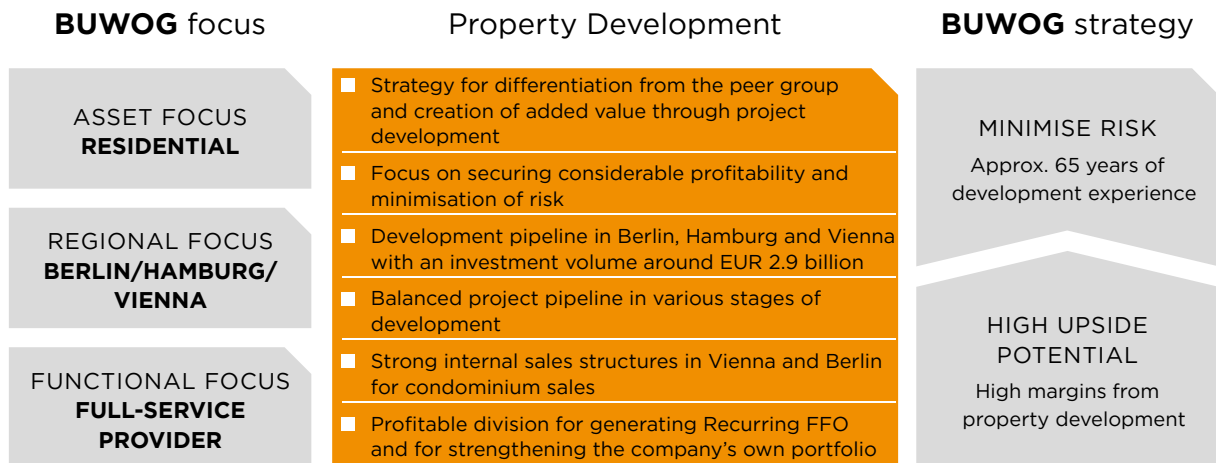 BUWOG focus
ASSET FOCUS
RESIDENTIAL
REGIONAL FOCUS
BERLIN/HAMBURG/
VIENNA
FUNCTIONAL FOCUS
FULL-SERVICE
PROVIDER
Property Development
Strategy for differentiation from the peer group
and creation of added value through project
development
Focus on securing considerable profitability and
minimisation of risk
Development pipeline in Berlin, Hamburg and Vienna
with an investment volume around EUR 2.9 billion
Balanced project pipeline in various stages of
development
Strong internal sales structures in Vienna and Berlin
for condominium sales
Profitable division for generating Recurring FFO
and for strengthening the company’s own portfolio
BUWOG strategy
MINIMISE RISK
Approx. 65 years of
development experience
HIGH UPSIDE
POTENTIAL
High margins from
property development